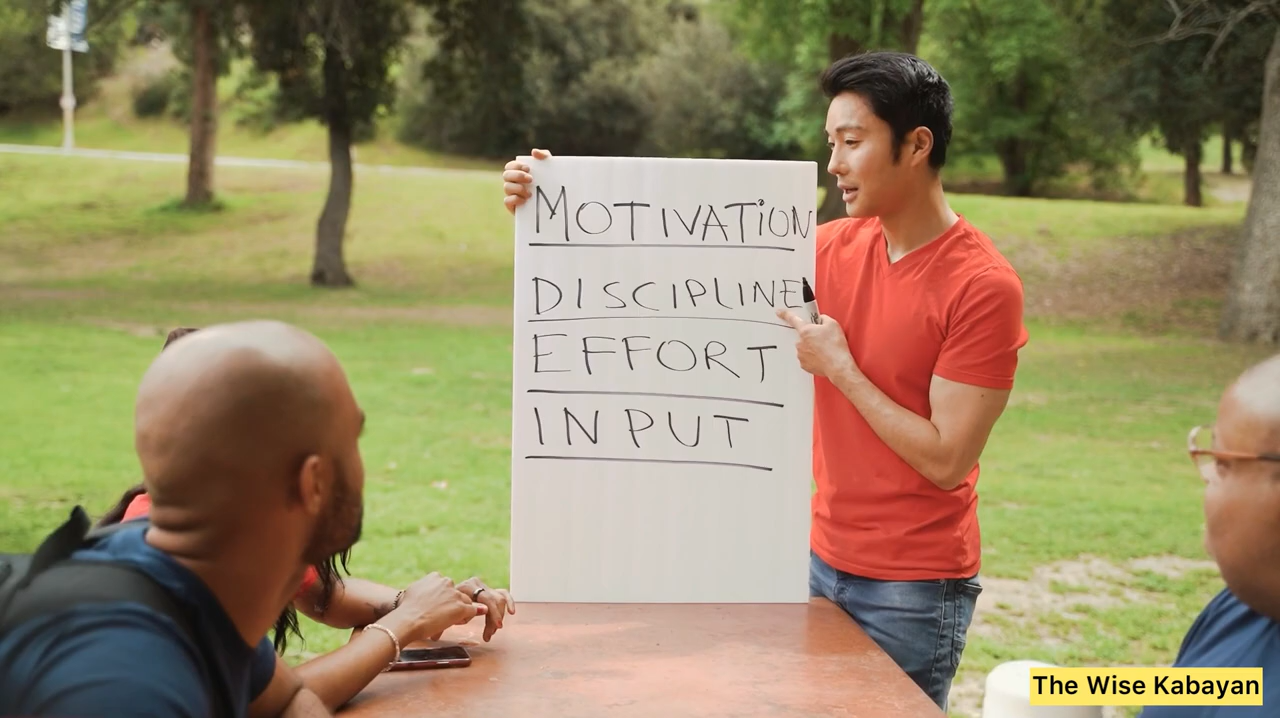 MOTIVATiON
DISCIPLINE
EFFORT
INPUT
The Wise Kabayan